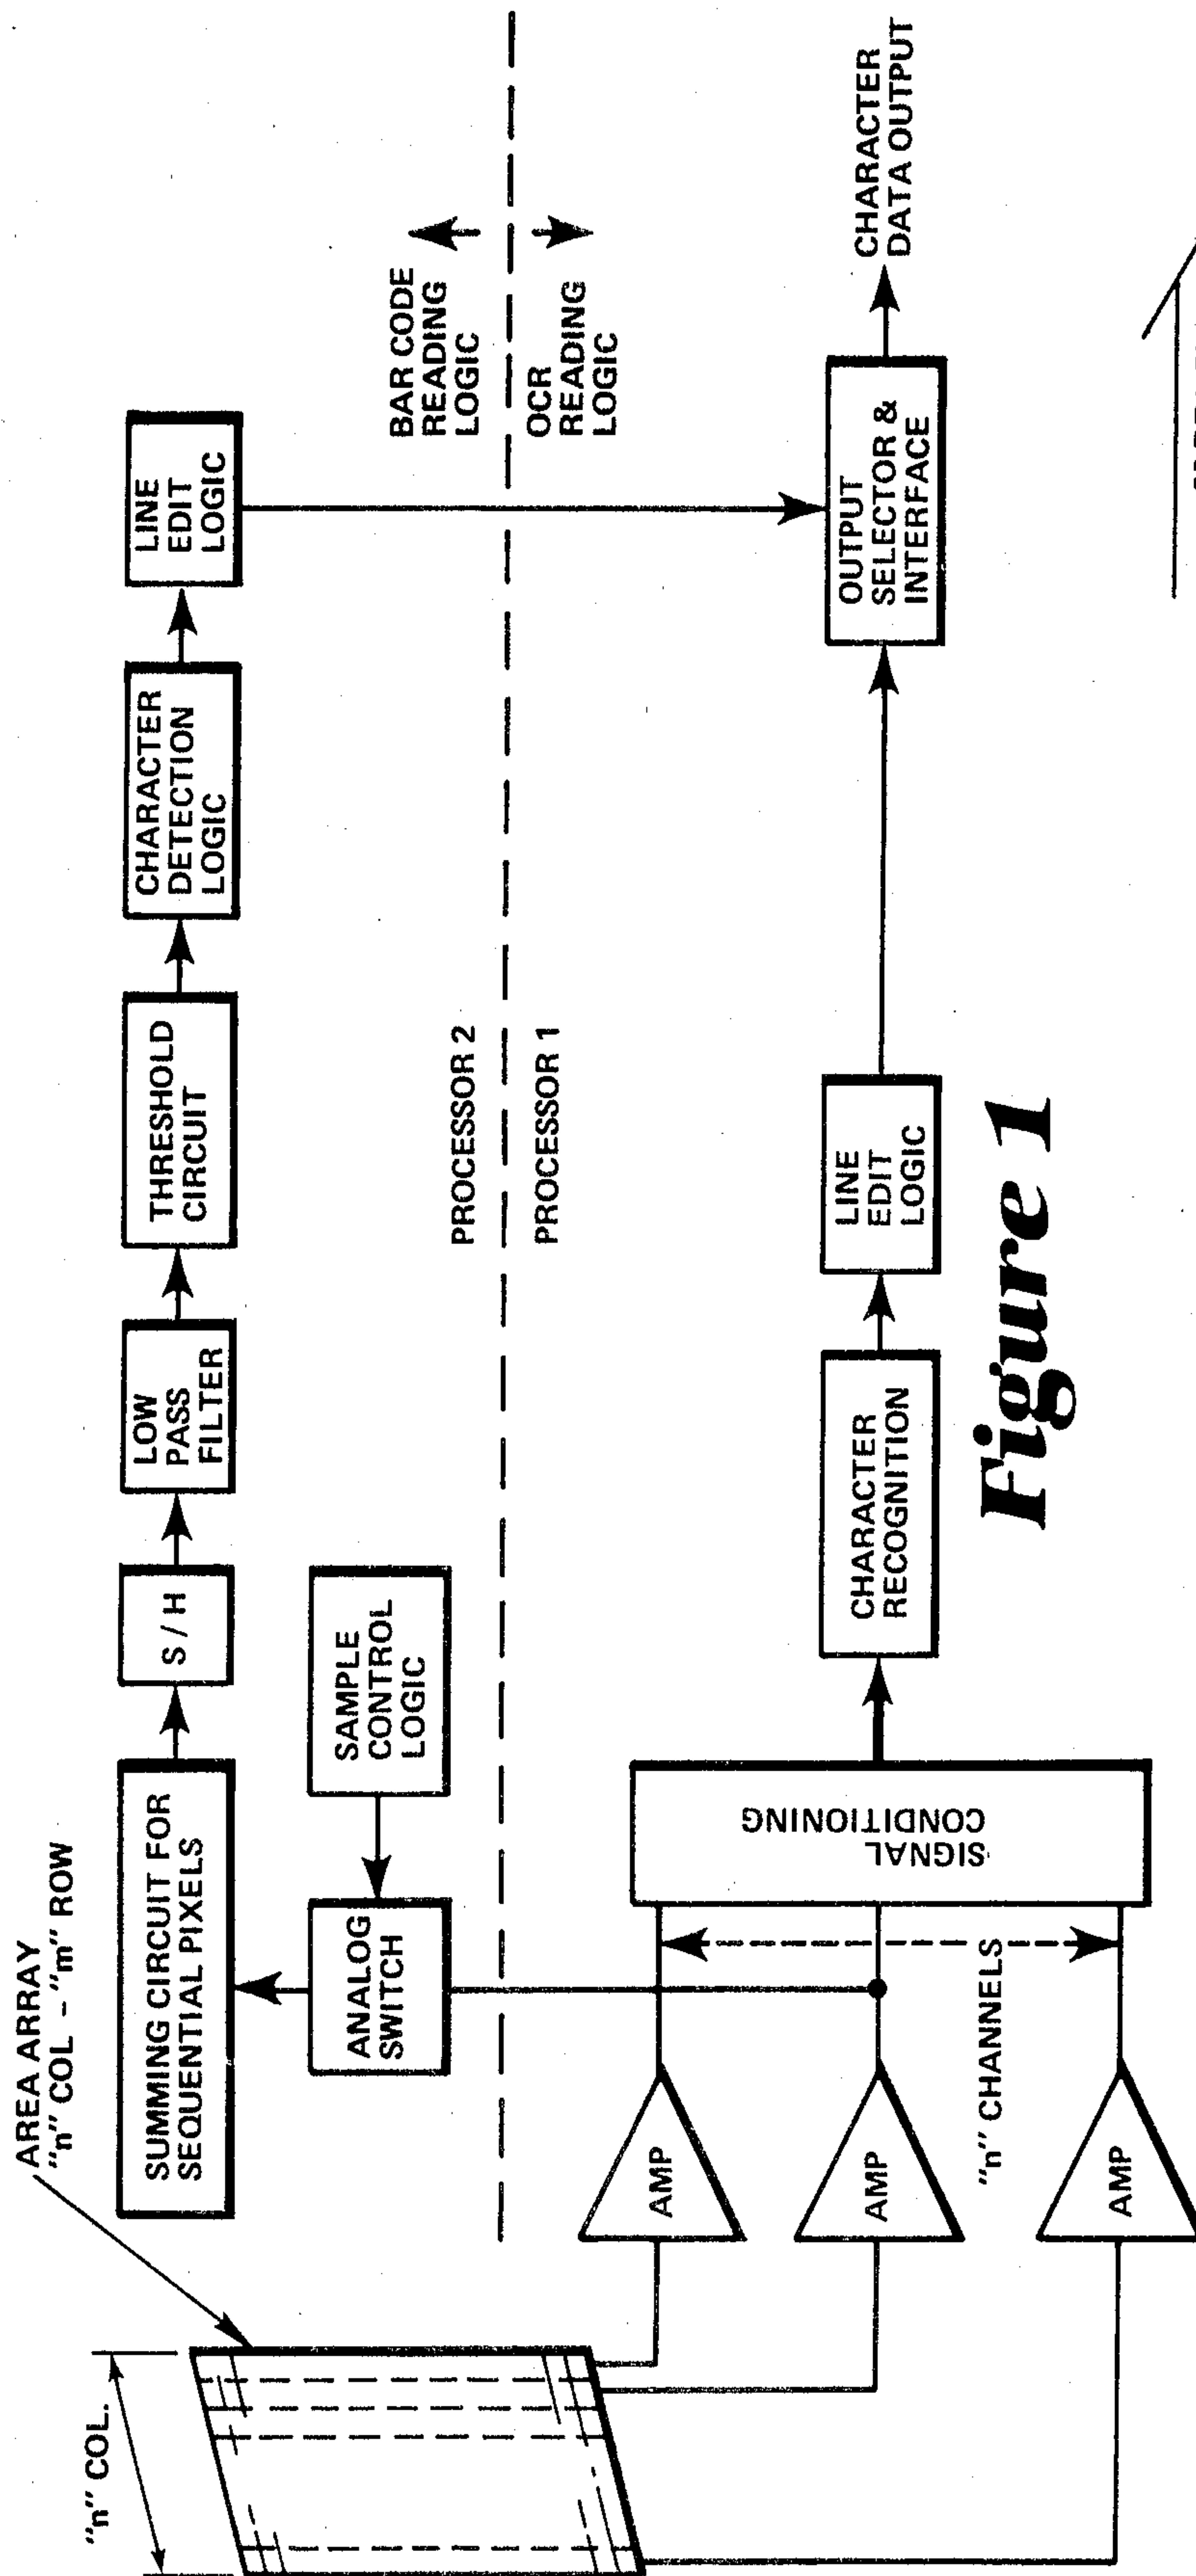 AREA ARRAY
"n" COL – "m" ROW
"n" COL.
SUMMING CIRCUIT FOR
SEQUENTIAL PIXELS
S / H
LOW
PASS
FILTER
THRESHOLD
CIRCUIT
CHARACTER
DETECTION
LOGIC
LINE
EDIT
LOGIC
ANALOG
SWITCH
SAMPLE
CONTROL
LOGIC
BAR CODE
READING
LOGIC
PROCESSOR 2
PROCESSOR 1
OCR
READING
LOGIC
AMP
AMP
AMP
"n" CHANNELS
SIGNAL
CONDITIONING
CHARACTER
RECOGNITION
LINE
EDIT
LOGIC
OUTPUT
SELECTOR &
INTERFACE
CHARACTER
DATA OUTPUT
Figure 1